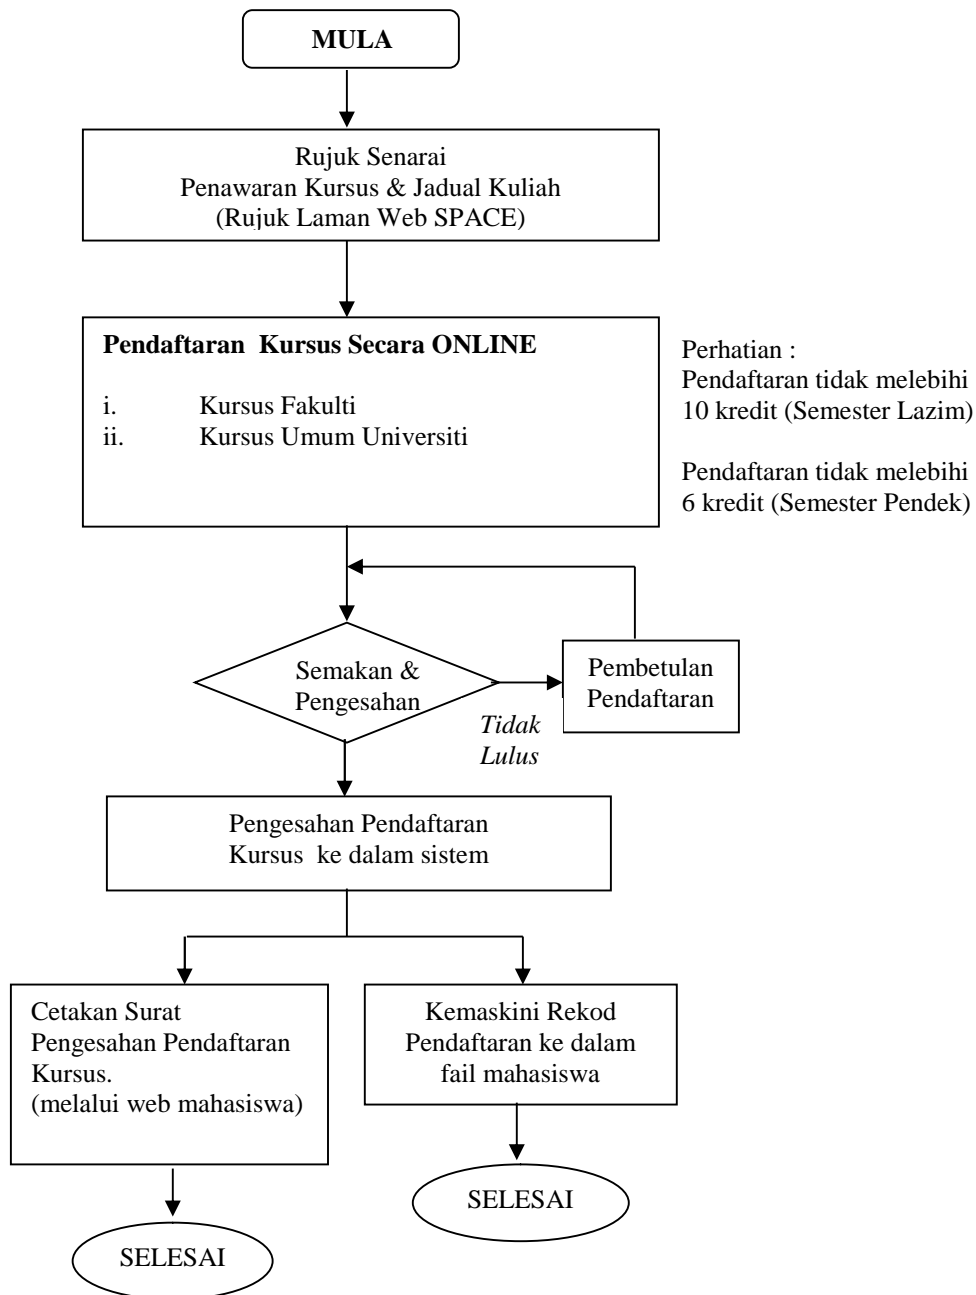 MULA
Rujuk Senarai
Penawaran Kursus & Jadual Kuliah
(Rujuk Laman Web SPACE)
Pendaftaran Kursus Secara ONLINE
i. Kursus Fakulti
ii. Kursus Umum Universiti
Perhatian :
Pendaftaran tidak melebihi
10 kredit (Semester Lazim)
Pendaftaran tidak melebihi
6 kredit (Semester Pendek)
Semakan &
Pengesahan
Tidak
Lulus
Pembetulan
Pendaftaran
Pengesahan Pendaftaran
Kursus ke dalam sistem
Cetakan Surat
Pengesahan Pendaftaran
Kursus.
(melalui web mahasiswa)
Kemaskini Rekod
Pendaftaran ke dalam
fail mahasiswa
SELESAI
SELESAI